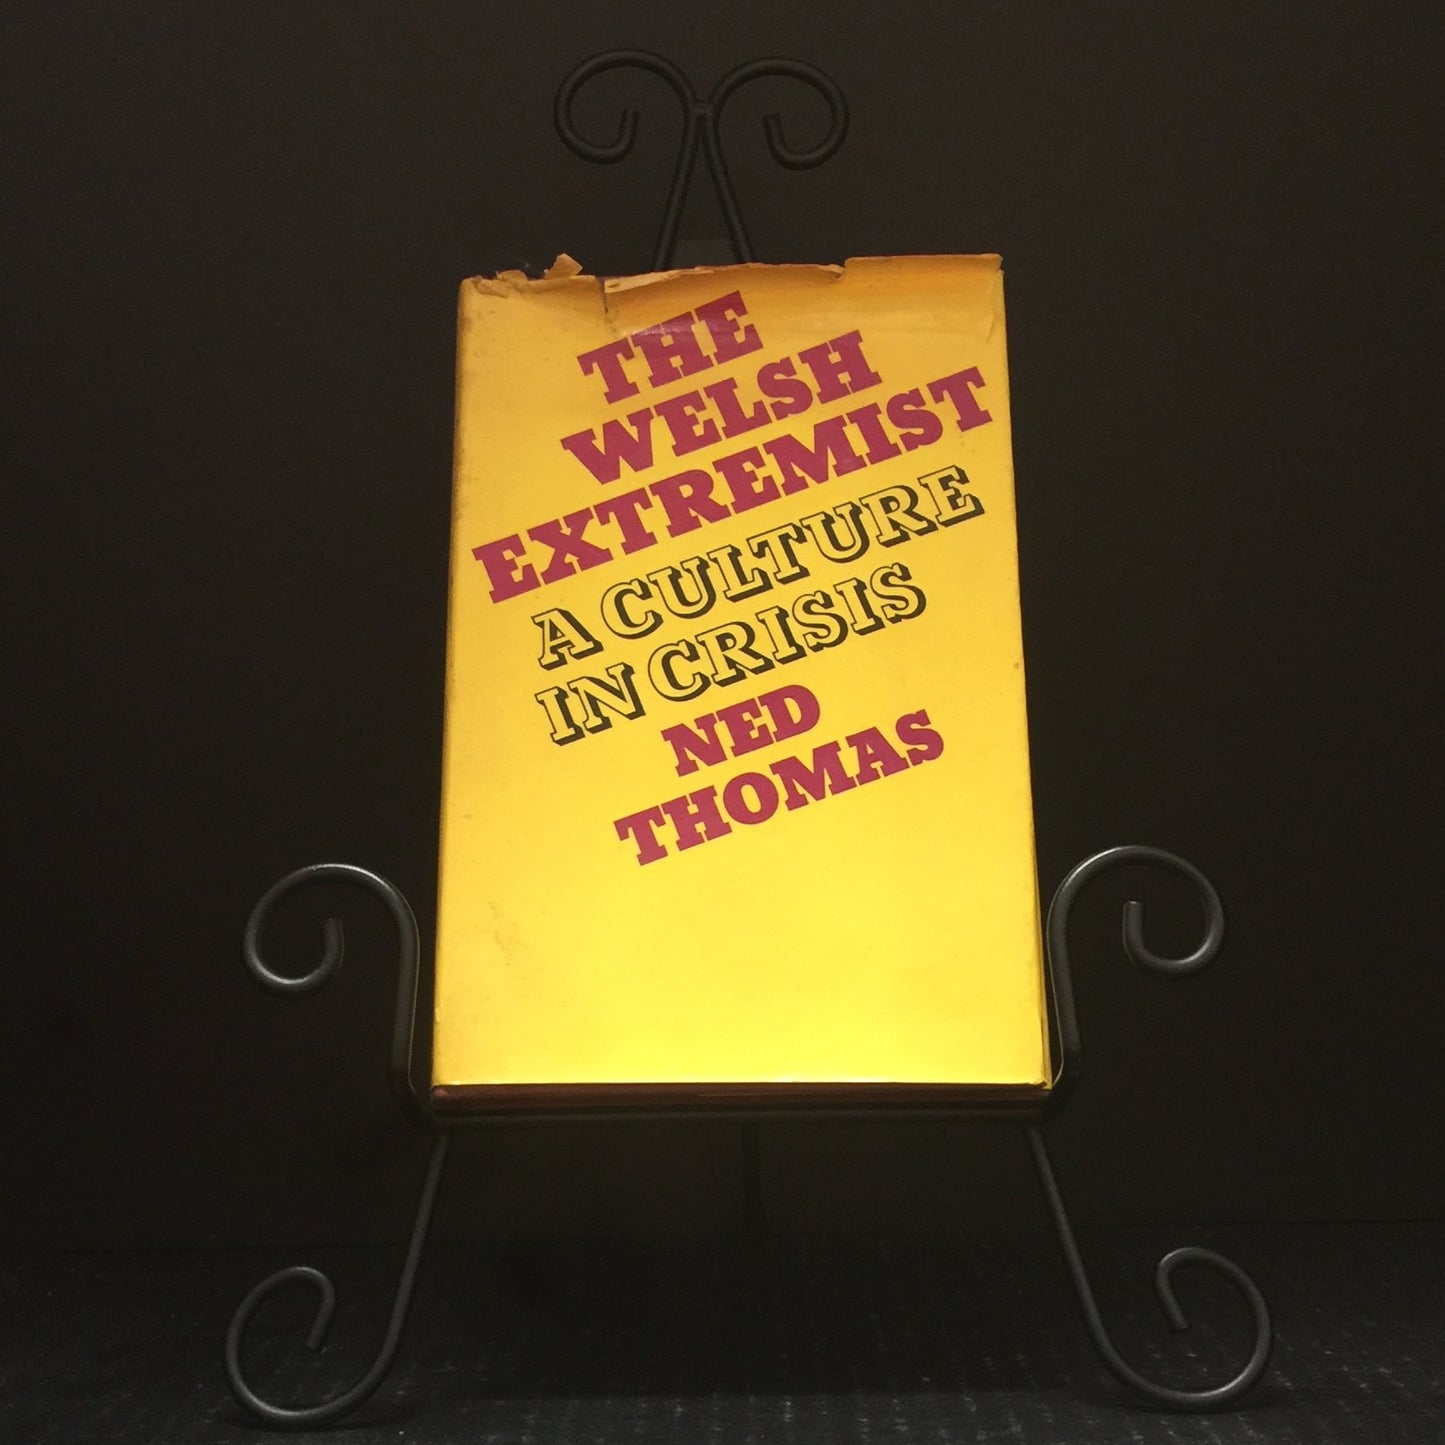 THE
WELSH
EXTREMIST
A CULTURE
IN CRISIS
NED
THOMAS